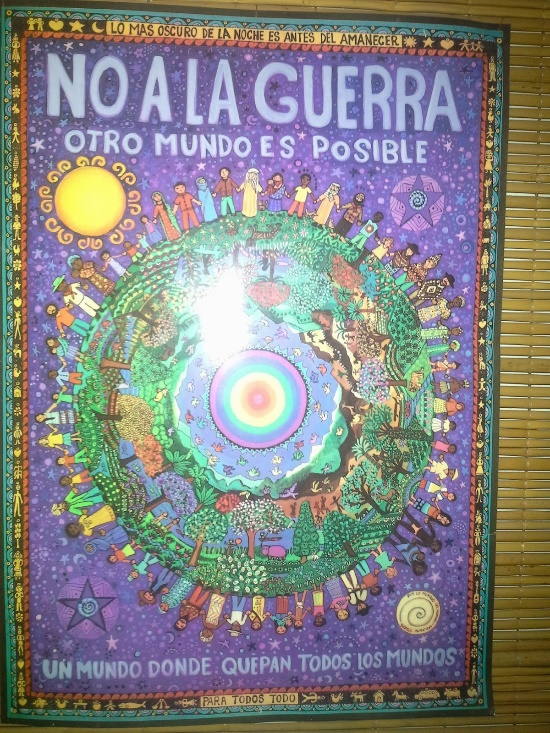 LO MAS OSCURO DE LA NOCHE ES ANTES DEL AMANECER
NO A LA GUERRA
OTRO MUNDO ES POSIBLE
UN MUNDO DONDE QUEPAN TODOS LOS MUNDOS
PARA TODOS TODO